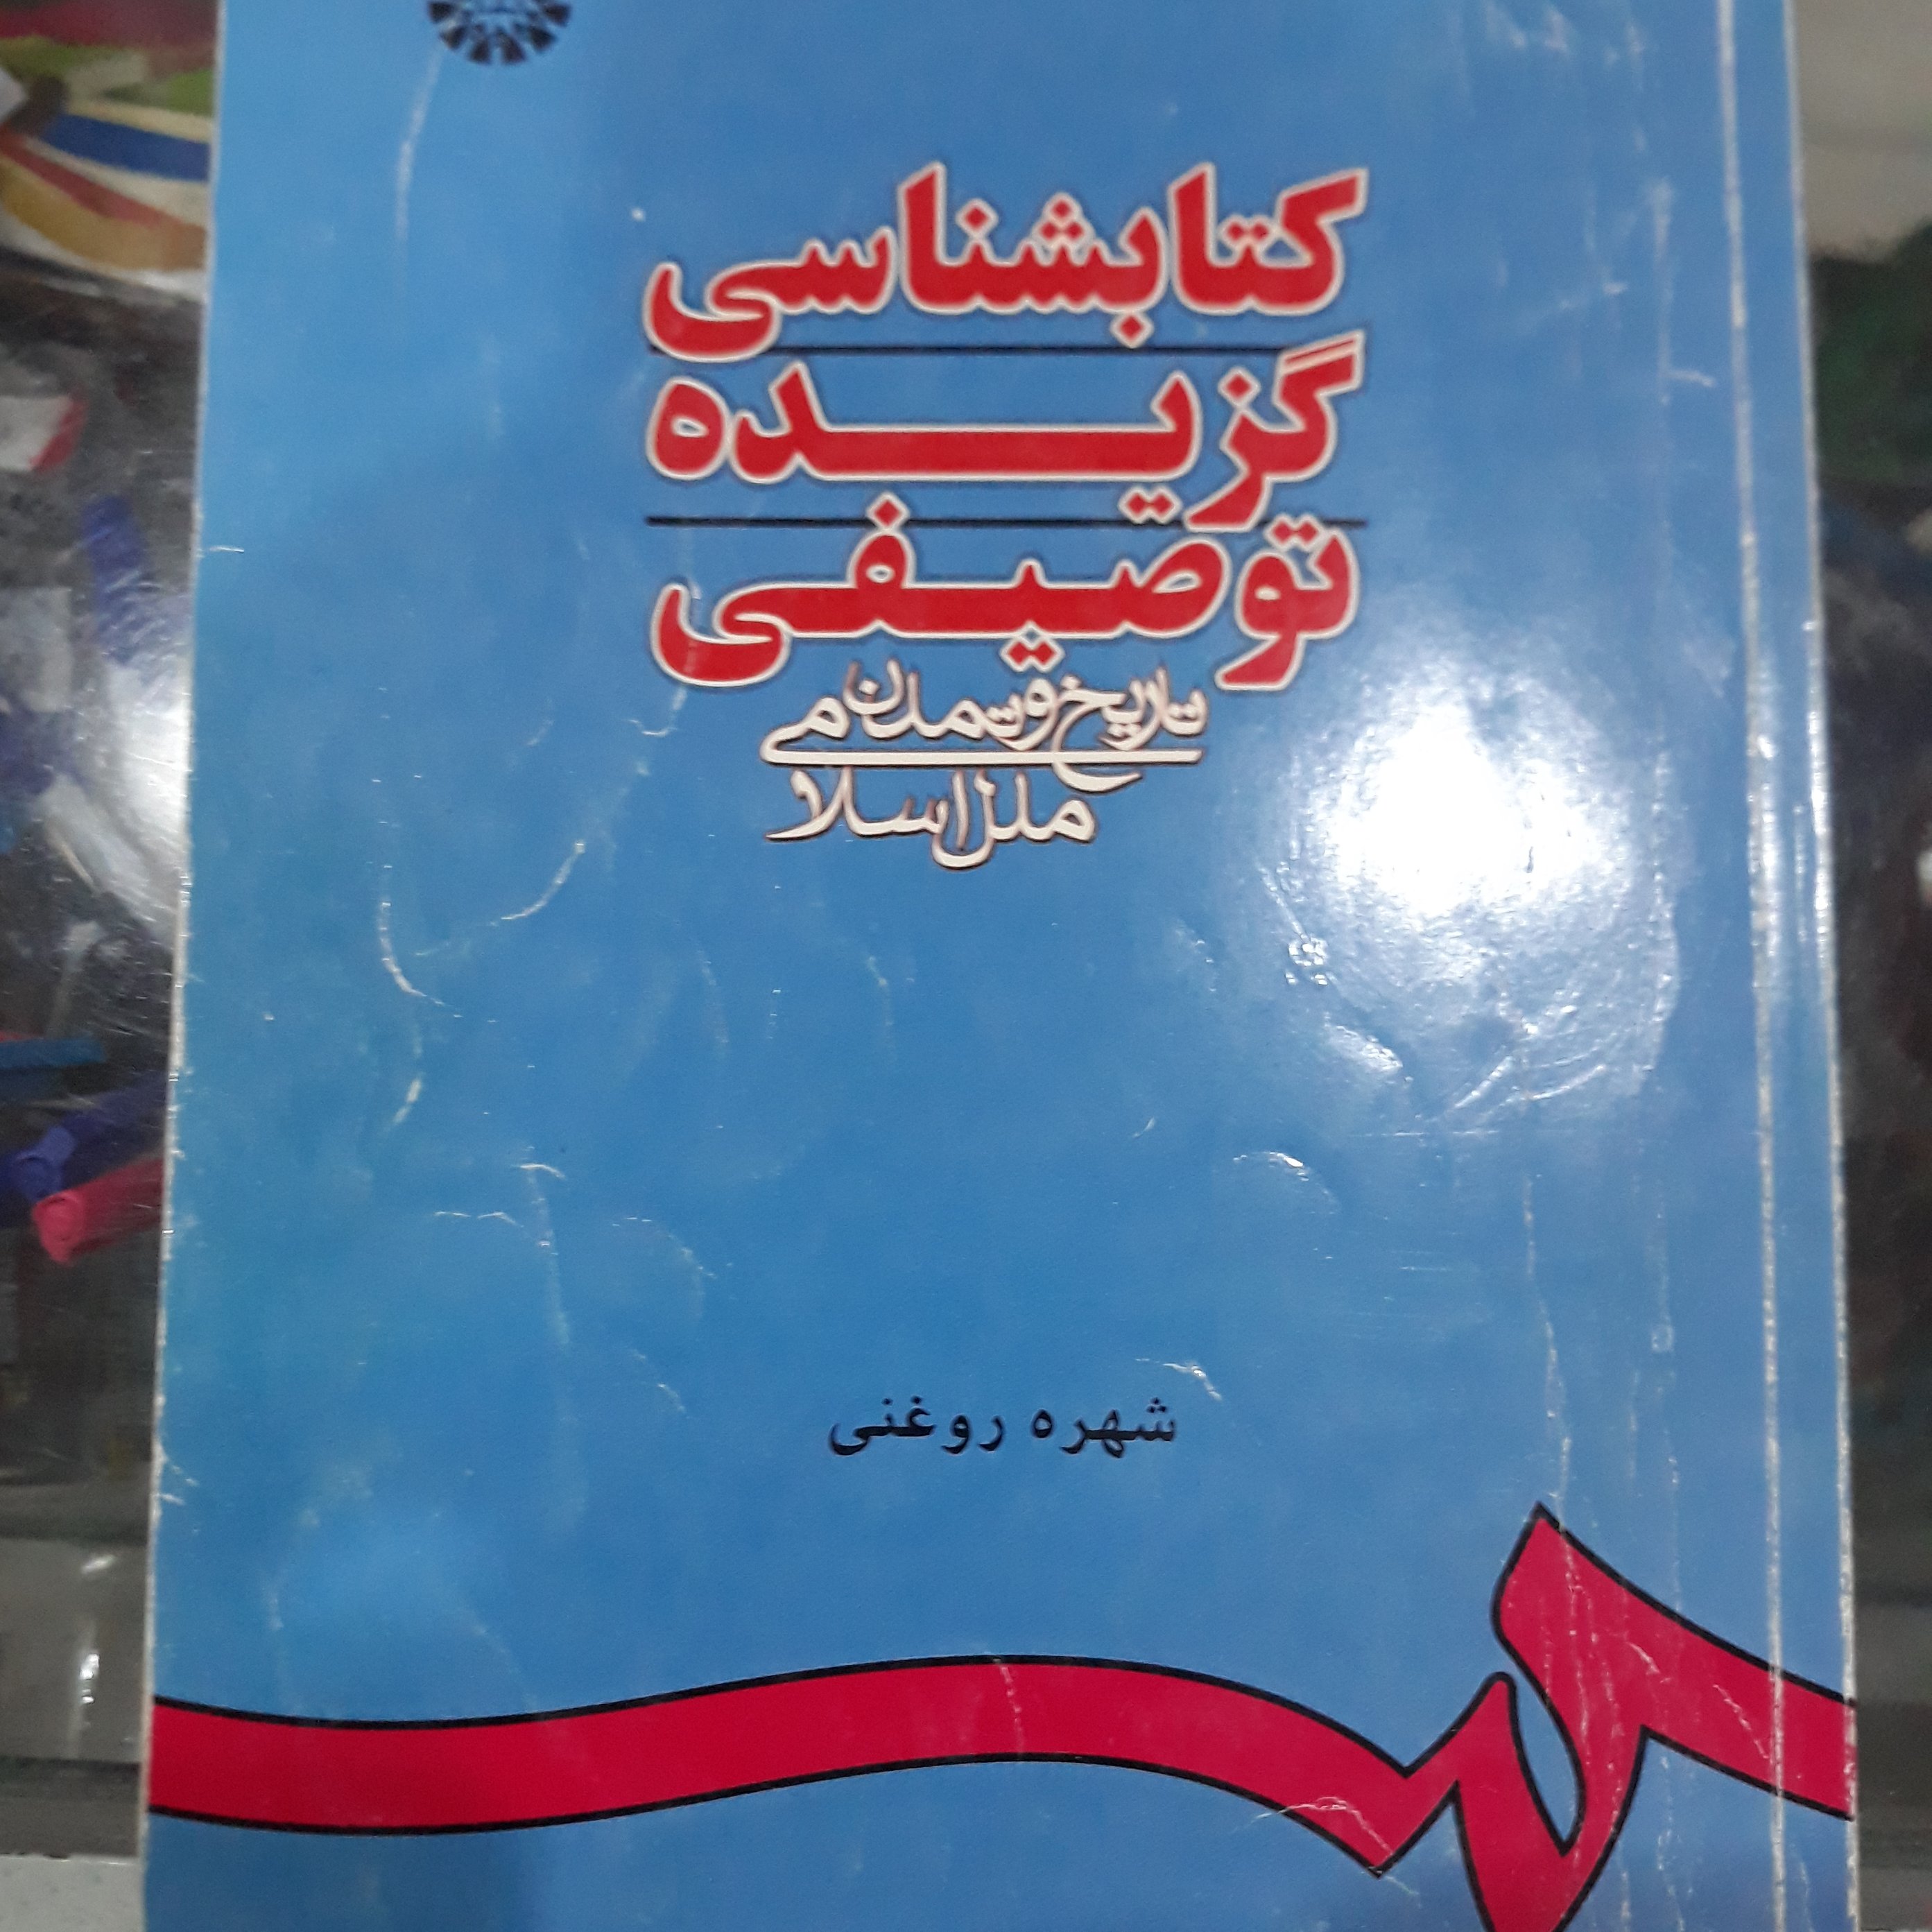 کتابشناسی
گزیده
توصیفی
تاریخ و تمدن
ملل اسلامی
شهره روغنی